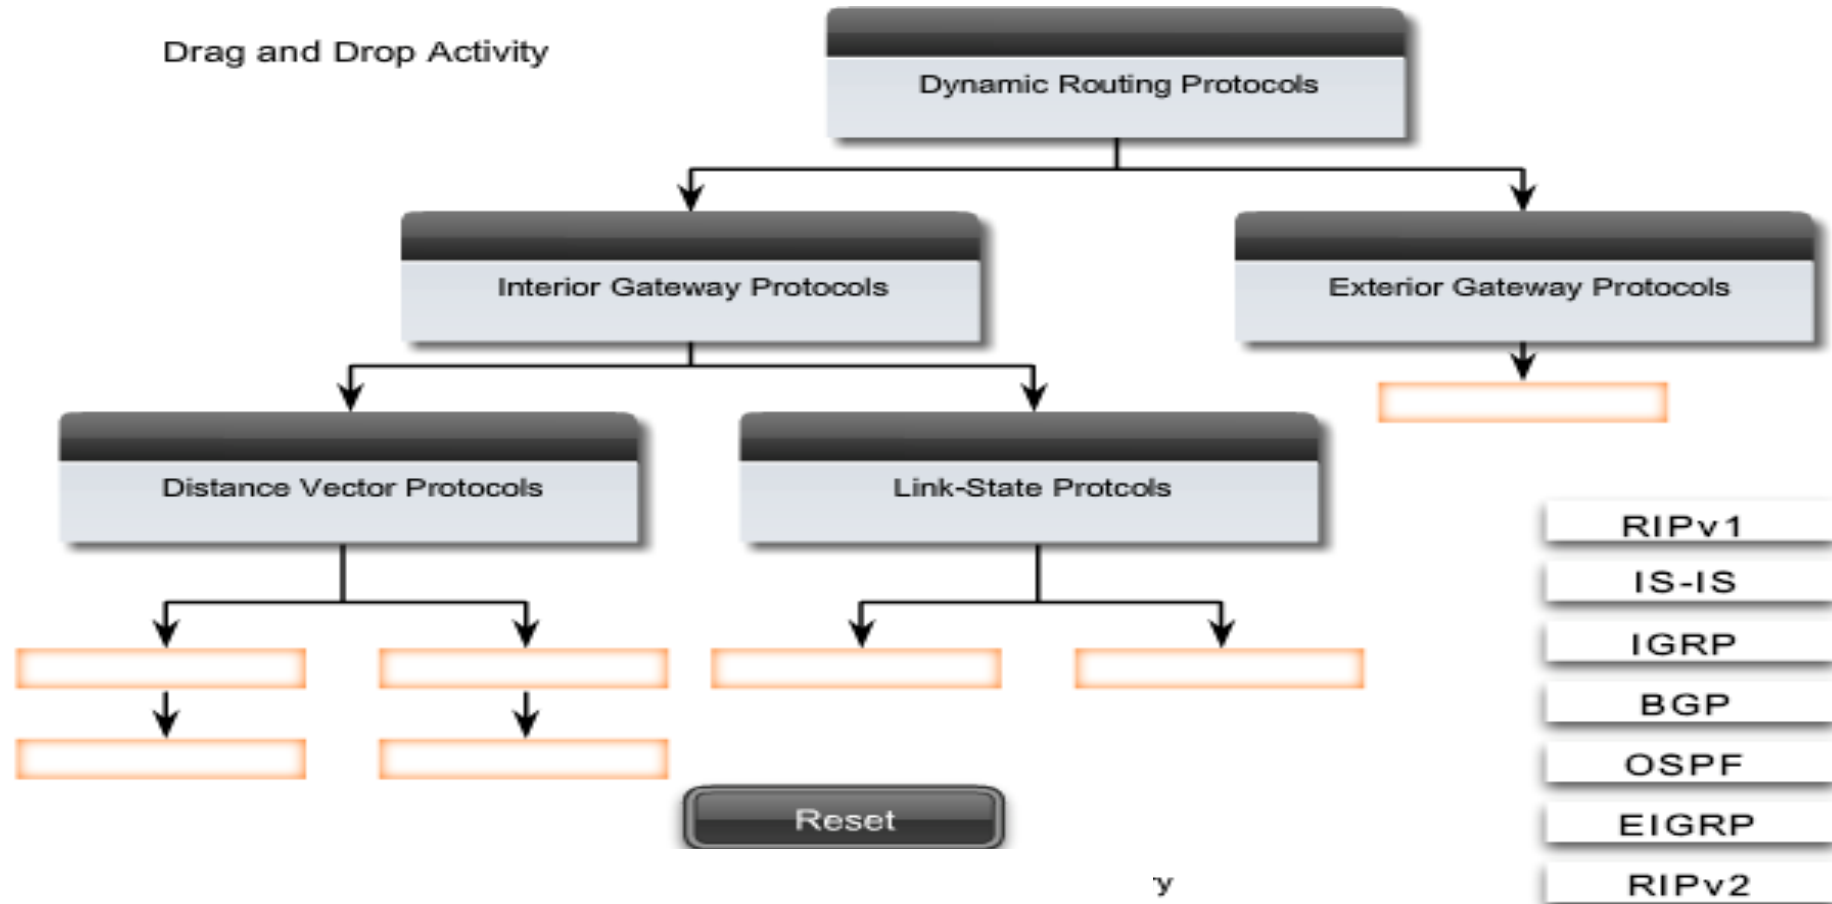 Drag and Drop Activity
Dynamic Routing Protocols
Interior Gateway Protocols
Exterior Gateway Protocols
Distance Vector Protocols
Link-State Protcols
RIPv1
IS-IS
IGRP
BGP
OSPF
EIGRP
RIPv2
Reset
y